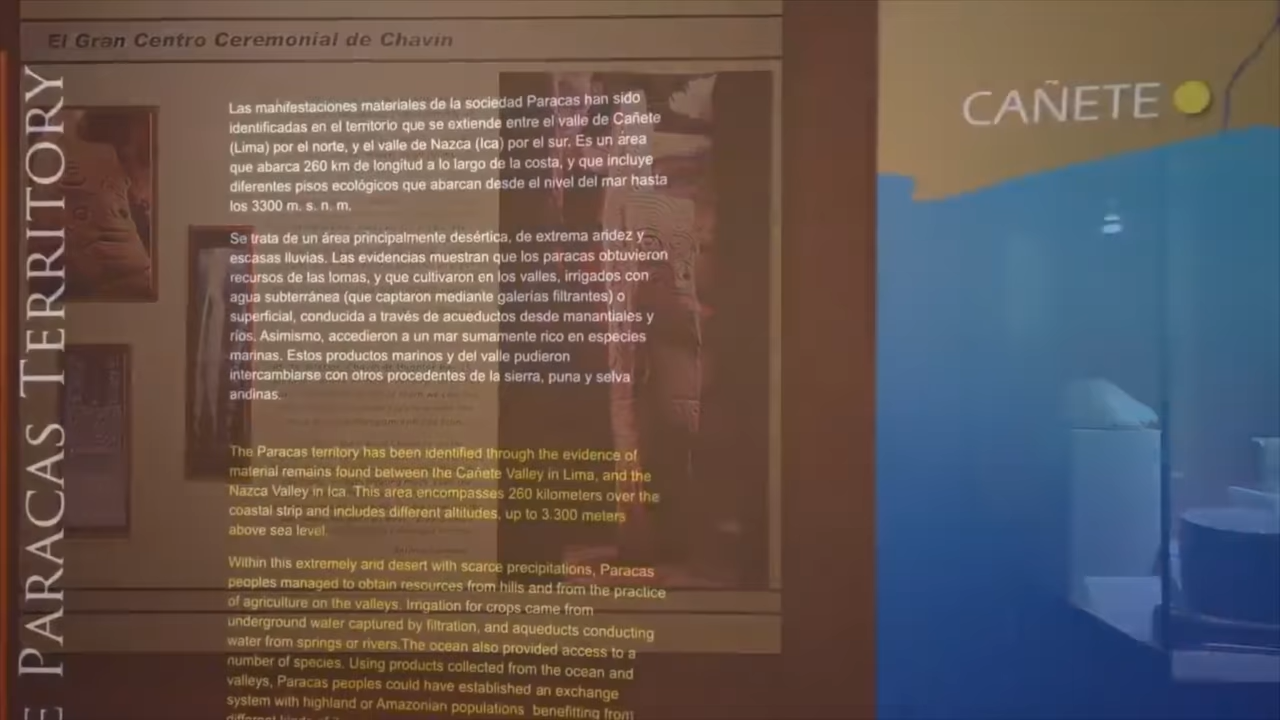 El Gran Centro Ceremonial de Chavín
CAÑETE
E PARACAS TERRITORY
Las manifestaciones materiales de la sociedad Paracas han sido
identificadas en el territorio que se extiende entre el valle de Cañete
(Lima) por el norte, y el valle de Nazca (Ica) por el sur. Es un área
que abarca 260 km de longitud a lo largo de la costa, y que incluye
diferentes pisos ecológicos que abarcan desde el nivel del mar hasta
los 3300 m. s. n. m.
Se trata de un área principalmente desértica, de extrema aridez y
escasas lluvias. Las evidencias muestran que los paracas obtuvieron
recursos de las lomas, y que cultivaron en los valles, irrigados con
agua subterránea (que captaron mediante galerías filtrantes) o
superficial, conducida a través de acueductos desde manantiales y
ríos. Asimismo, accedieron a un mar sumamente rico en especies
marinas. Estos productos marinos y del valle pudieron
intercambiarse con otros procedentes de la sierra, puna y selva
andinas.
The Paracas territory has been identified through the evidence of
material remains found between the Cañete Valley in Lima, and the
Nazca Valley in Ica. This area encompasses 260 kilometers over the
coastal strip and includes different altitudes, up to 3.300 meters
above sea level.
Within this extremely arid desert with scarce precipitations, Paracas
peoples managed to obtain resources from hills and from the practice
of agriculture on the valleys. Irrigation for crops came from
underground water captured by filtration, and aqueducts conducting
water from springs or rivers.The ocean also provided access to a
number of species. Using products collected from the ocean and
valleys, Paracas peoples could have established an exchange
system with highland or Amazonian populations benefitting from
different kinds of